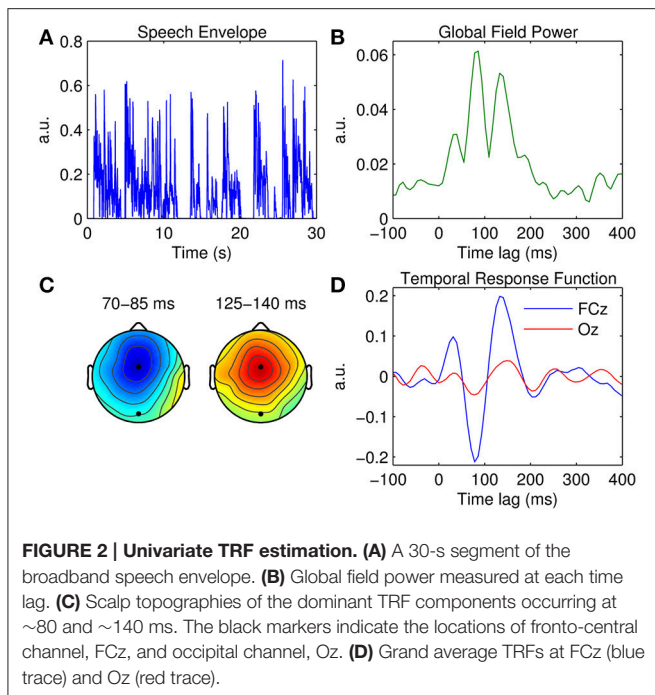 A
Speech Envelope
0.8
0.6
0.4
0.2
0
a.u.
0 10 20 30
Time (s)
B
Global Field Power
0.06
0.04
0.02
0
a.u.
-100 0 100 200 300 400
Time lag (ms)
C
70–85 ms 125–140 ms
D
Temporal Response Function
0.2
0.1
0
−0.1
−0.2
a.u.
FCz
Oz
-100 0 100 200 300 400
Time lag (ms)
FIGURE 2 | Univariate TRF estimation. (A) A 30-s segment of the
broadband speech envelope. (B) Global field power measured at each time
lag. (C) Scalp topographies of the dominant TRF components occurring at
∼80 and ∼140 ms. The black markers indicate the locations of fronto-central
channel, FCz, and occipital channel, Oz. (D) Grand average TRFs at FCz (blue
trace) and Oz (red trace).